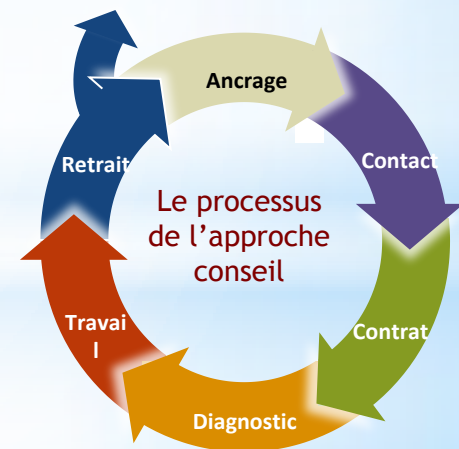 Ancrage
Contact
Contrat
Diagnostic
Travai
l
Retrait
Le processus
de l'approche
conseil